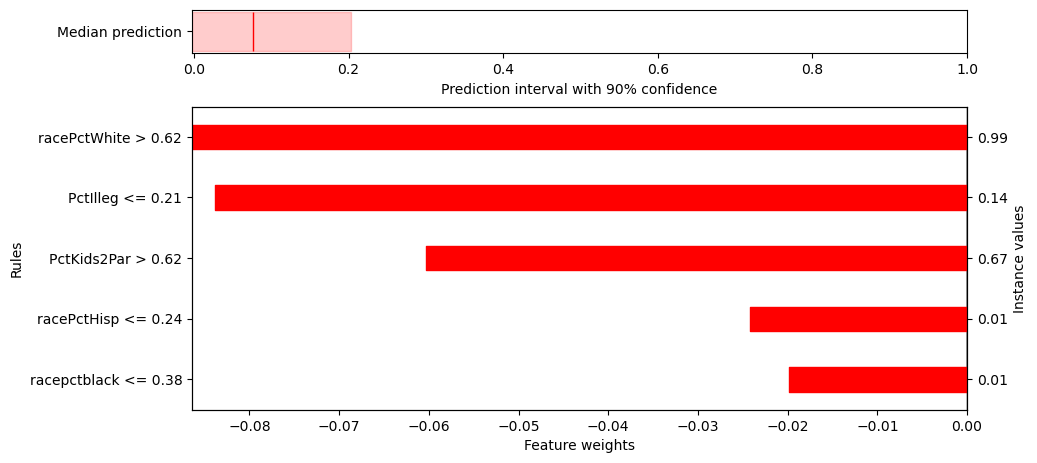 Median prediction
0.0 0.2 0.4 0.6 0.8 1.0
Prediction interval with 90% confidence
racePctWhite > 0.62 0.99
PctIlleg <= 0.21 0.14
PctKids2Par > 0.62 0.67
racePctHisp <= 0.24 0.01
racepctblack <= 0.38 0.01
Rules
Instance values
−0.08 −0.07 −0.06 −0.05 −0.04 −0.03 −0.02 −0.01 0.00
Feature weights